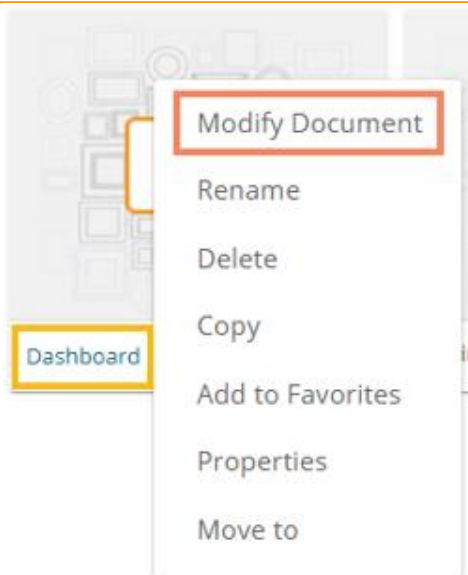 Modify Document
Rename
Delete
Copy
Dashboard
Add to Favorites
Properties
Move to